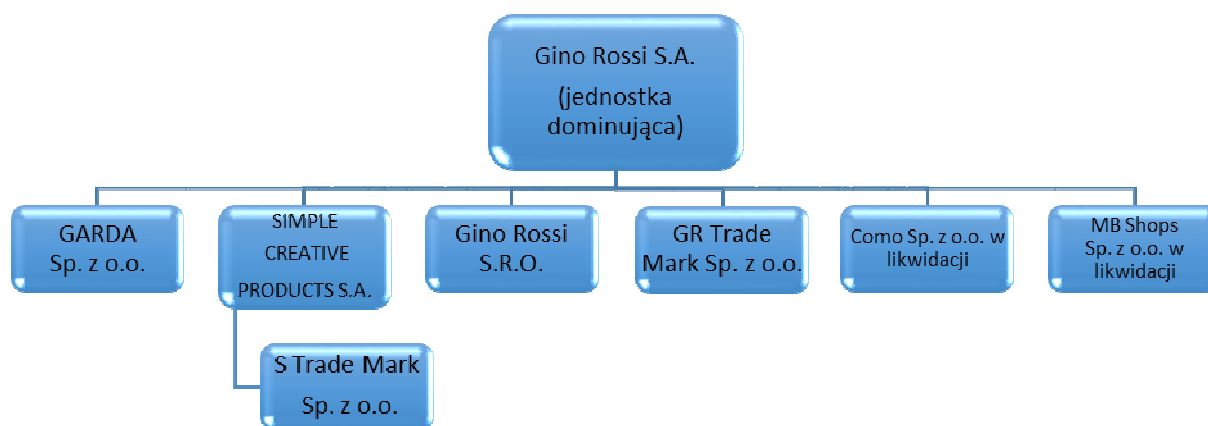 Gino Rossi S.A.
(jednostka
dominująca)
GARDA
Sp. z o.o.
SIMPLE
CREATIVE
PRODUCTS S.A.
Gino Rossi
S.R.O.
GR Trade
Mark Sp. z o.o.
Como Sp. z o.o. w
likwidacji
MB Shops
Sp. z o.o. w
likwidacji
S Trade Mark
Sp. z o.o.